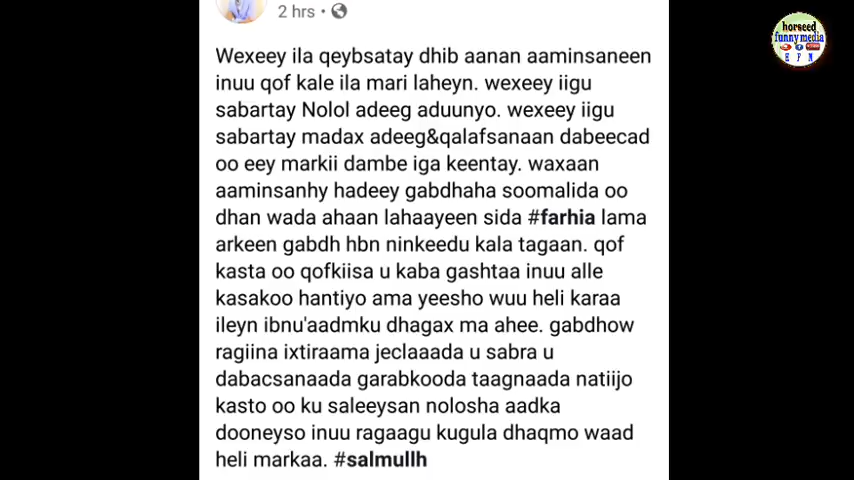 2 hrs •
horseed
funny media
E F N
Wexeey ila qeybsatay dhib aanan aaminsaneen
inuu qof kale ila mari laheyn. wexeey iigu
sabartay Nolol adeeg aduunyo. wexeey iigu
sabartay madax adeeg&qalafsanaan dabeecad
oo eey markii dambe iga keentay. waxaan
aaminsanhy hadeey gabdhaha soomalida oo
dhan wada ahaan lahaayeen sida #farhia lama
arkeen gabdh hbn ninkeedu kala tagaan. qof
kasta oo qofkiisa u kaba gashtaa inuu alle
kasakoo hantiyo ama yeesho wuu heli karaa
ileyn ibnu'aadmku dhagax ma ahee. gabdhow
ragiina ixtiraama jeclaaada u sabra u
dabacsanaada garabkooda taagnaada natiijo
kasto oo ku saleeysan nolosha aadka
dooneyso inuu ragaagu kugula dhaqmo waad
heli markaa. #salmullh